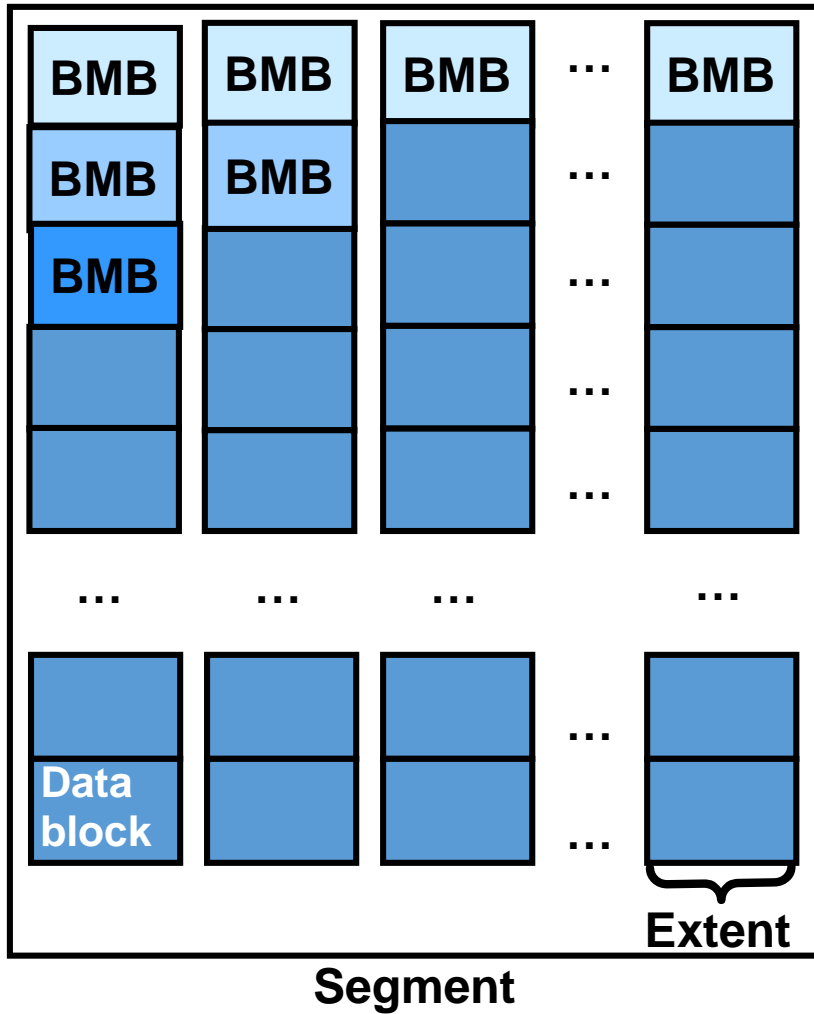 BMB BMB BMB ... BMB
BMB BMB ...
BMB ...
...
...
... ... ... ...
...
Data
block ...
Extent
Segment